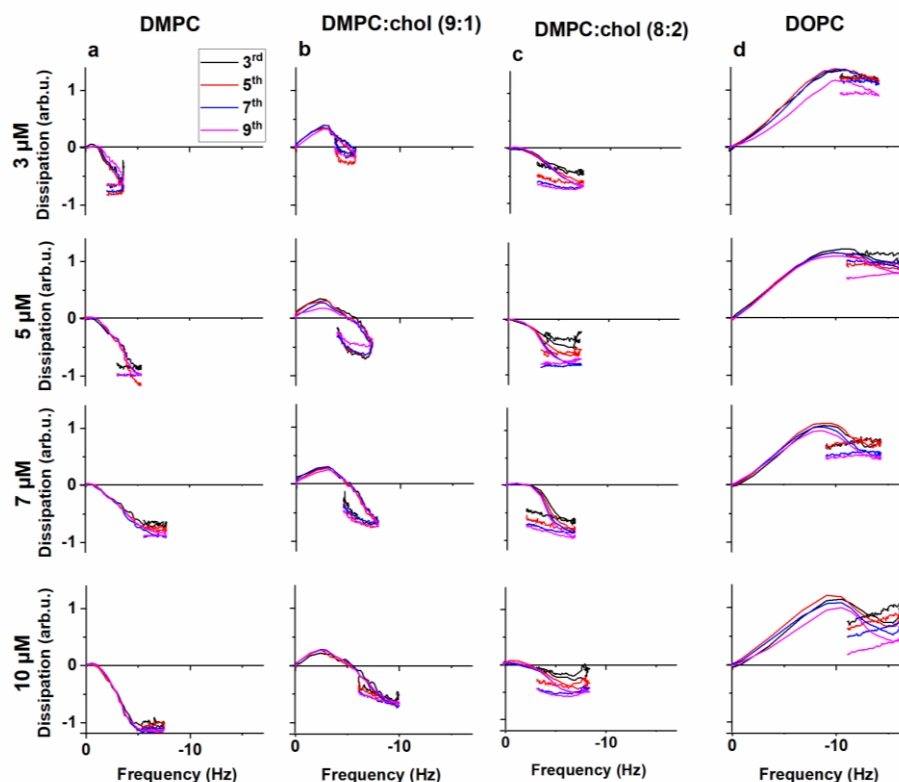 DMPC
DMPC:chol (9:1)
DMPC:chol (8:2)
DOPC
a
b
c
d
3rd
5th
7th
9th
3 µM
Dissipation (arb.u.)
1
0
-1
5 µM
Dissipation (arb.u.)
1
0
-1
7 µM
Dissipation (arb.u.)
1
0
-1
10 µM
Dissipation (arb.u.)
1
0
-1
0
-10
0
-10
0
-10
0
-10
Frequency (Hz)
Frequency (Hz)
Frequency (Hz)
Frequency (Hz)